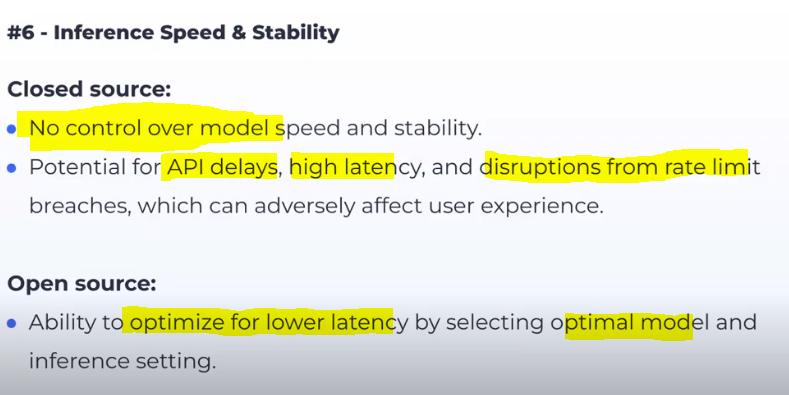 #6 - Inference Speed & Stability
Closed source:
• No control over model speed and stability.
• Potential for API delays, high latency, and disruptions from rate limit
breaches, which can adversely affect user experience.
Open source:
• Ability to optimize for lower latency by selecting optimal model and
inference setting.